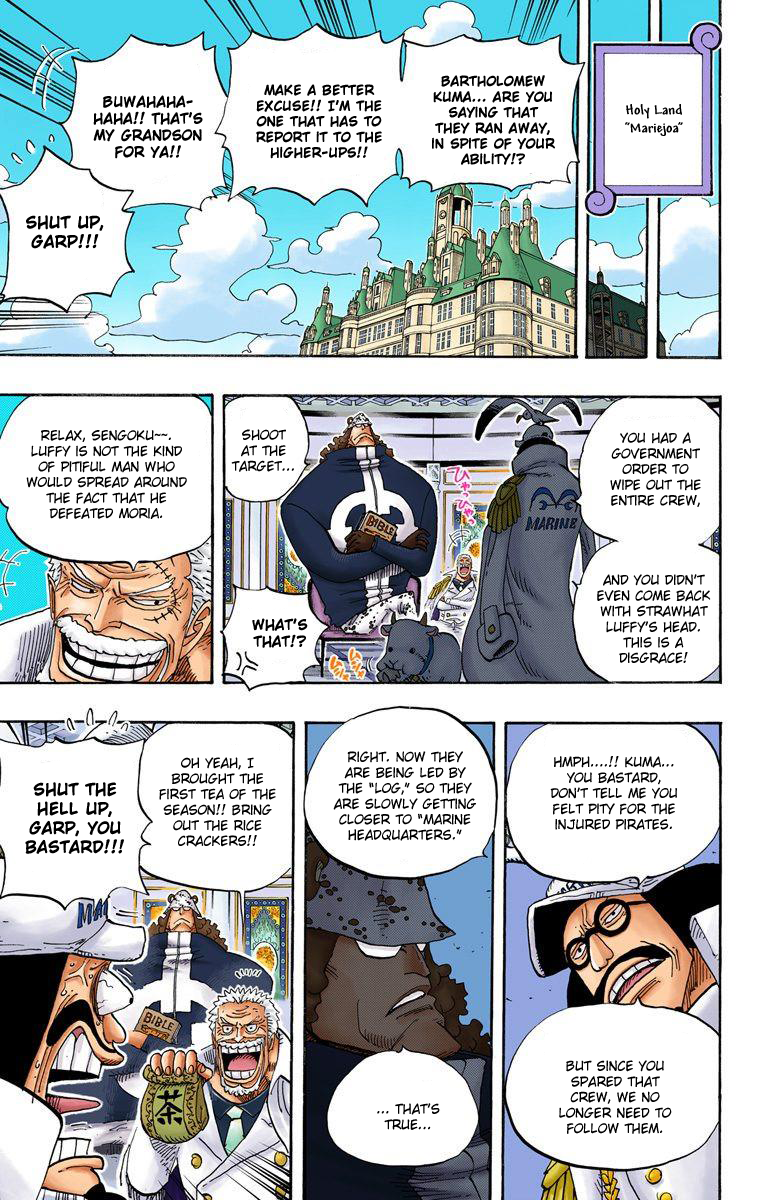 Holy Land
"Mariejoa"
BARTHOLOMEW
KUMA... ARE YOU
SAYING THAT
THEY RAN AWAY,
IN SPITE OF YOUR
ABILITY!?
MAKE A BETTER
EXCUSE!! I'M THE
ONE THAT HAS TO
REPORT IT TO THE
HIGHER-UPS!!
BUWAHAHA-
HAHA!! THAT'S
MY GRANDSON
FOR YA!!
SHUT UP,
GARP!!!
YOU HAD A
GOVERNMENT
ORDER TO
WIPE OUT THE
ENTIRE CREW,
AND YOU DIDN'T
EVEN COME BACK
WITH STRAWHAT
LUFFY'S HEAD.
THIS IS A
DISGRACE!
MARINE
ひゃっひゃっ
BIBLE
SHOOT
AT THE
TARGET...
WHAT'S
THAT!?
RELAX, SENGOKU~~.
LUFFY IS NOT THE KIND
OF PITIFUL MAN WHO
WOULD SPREAD AROUND
THE FACT THAT HE
DEFEATED MORIA.
HMPH....!! KUMA...
YOU BASTARD,
DON'T TELL ME YOU
FELT PITY FOR THE
INJURED PIRATES.
BUT SINCE YOU
SPARED THAT
CREW, WE NO
LONGER NEED TO
FOLLOW THEM.
RIGHT. NOW THEY
ARE BEING LED BY
THE "LOG," SO THEY
ARE SLOWLY GETTING
CLOSER TO "MARINE
HEADQUARTERS."
... THAT'S
TRUE...
OH YEAH, I
BROUGHT THE
FIRST TEA OF THE
SEASON!! BRING
OUT THE RICE
CRACKERS!!
SHUT THE
HELL UP,
GARP, YOU
BASTARD!!!
MA
BIBLE
茶